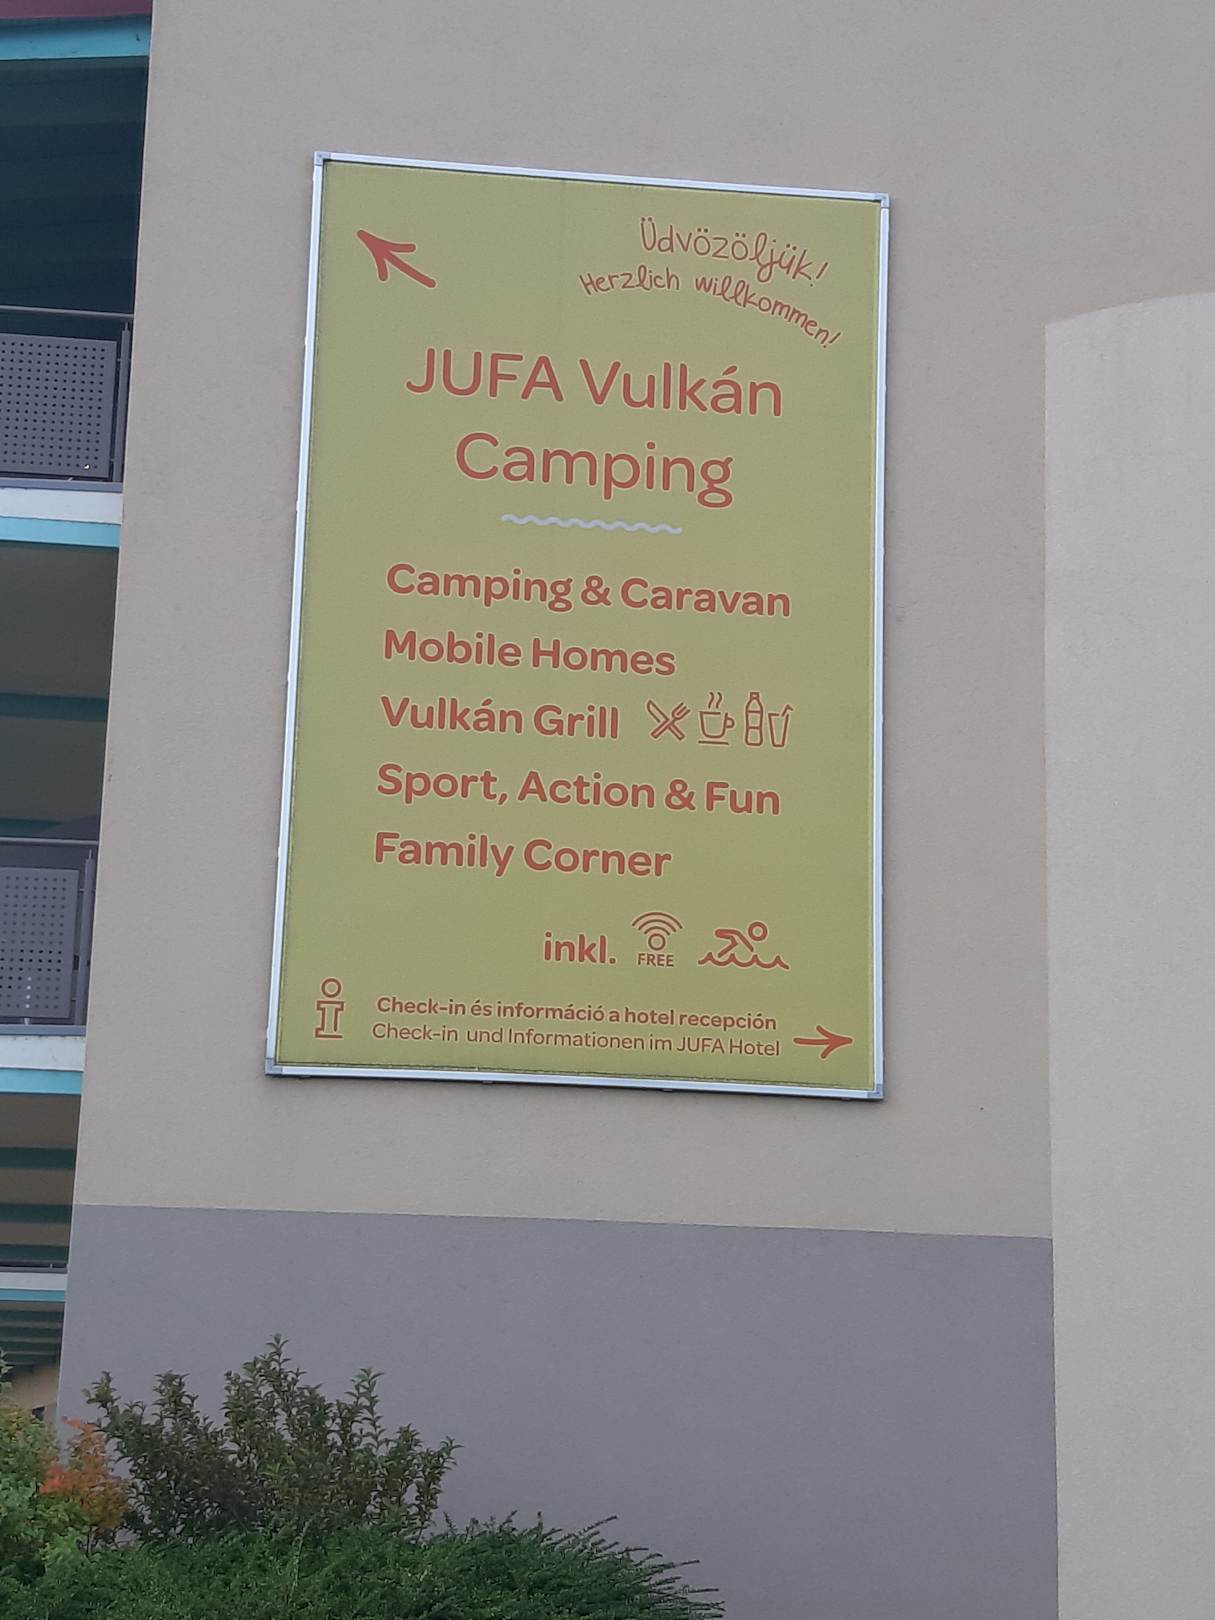 Üdvözöljük!
Herzlich willkommen!
JUFA Vulkán
Camping
Camping & Caravan
Mobile Homes
Vulkán Grill
Sport, Action & Fun
Family Corner
inkl.
FREE
Check-in és információ a hotel recepción
Check-in und Informationen im JUFA Hotel